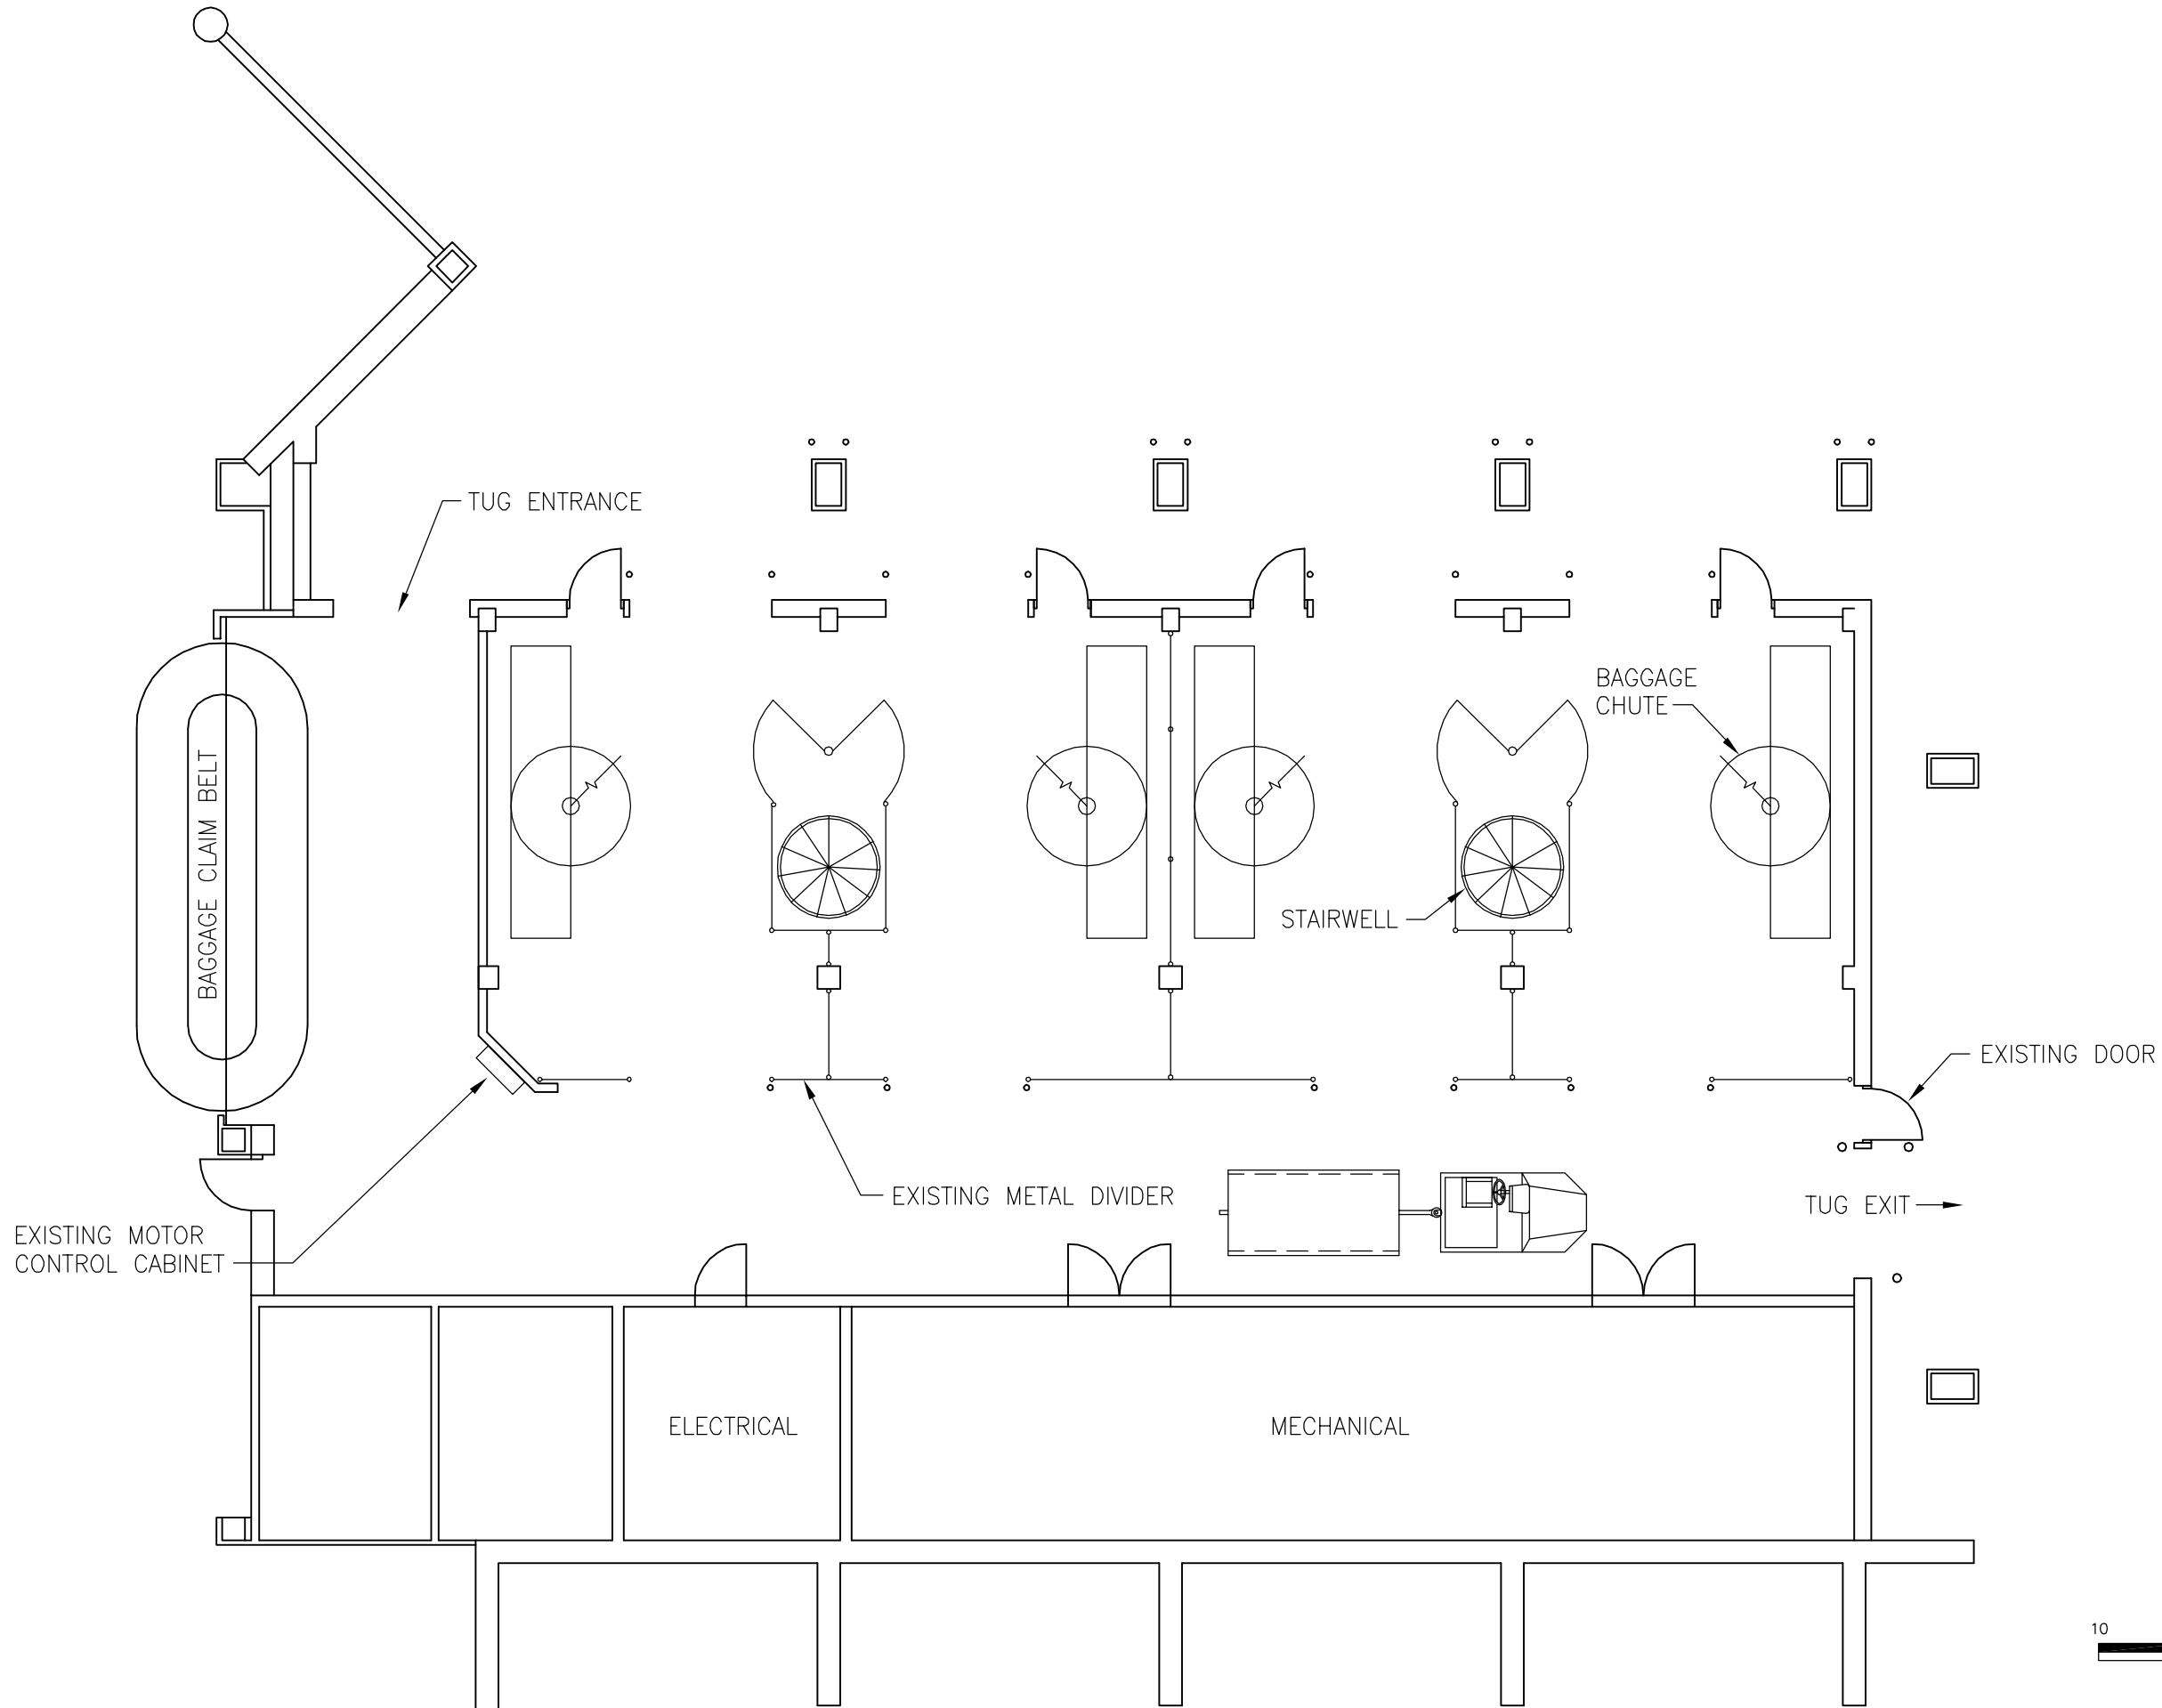 TUG ENTRANCE
BAGGAGE
CHUTE
BAGGAGE CLAIM BELT
STAIRWELL
EXISTING DOOR
EXISTING METAL DIVIDER
TUG EXIT
EXISTING MOTOR
CONTROL CABINET
ELECTRICAL
MECHANICAL
10